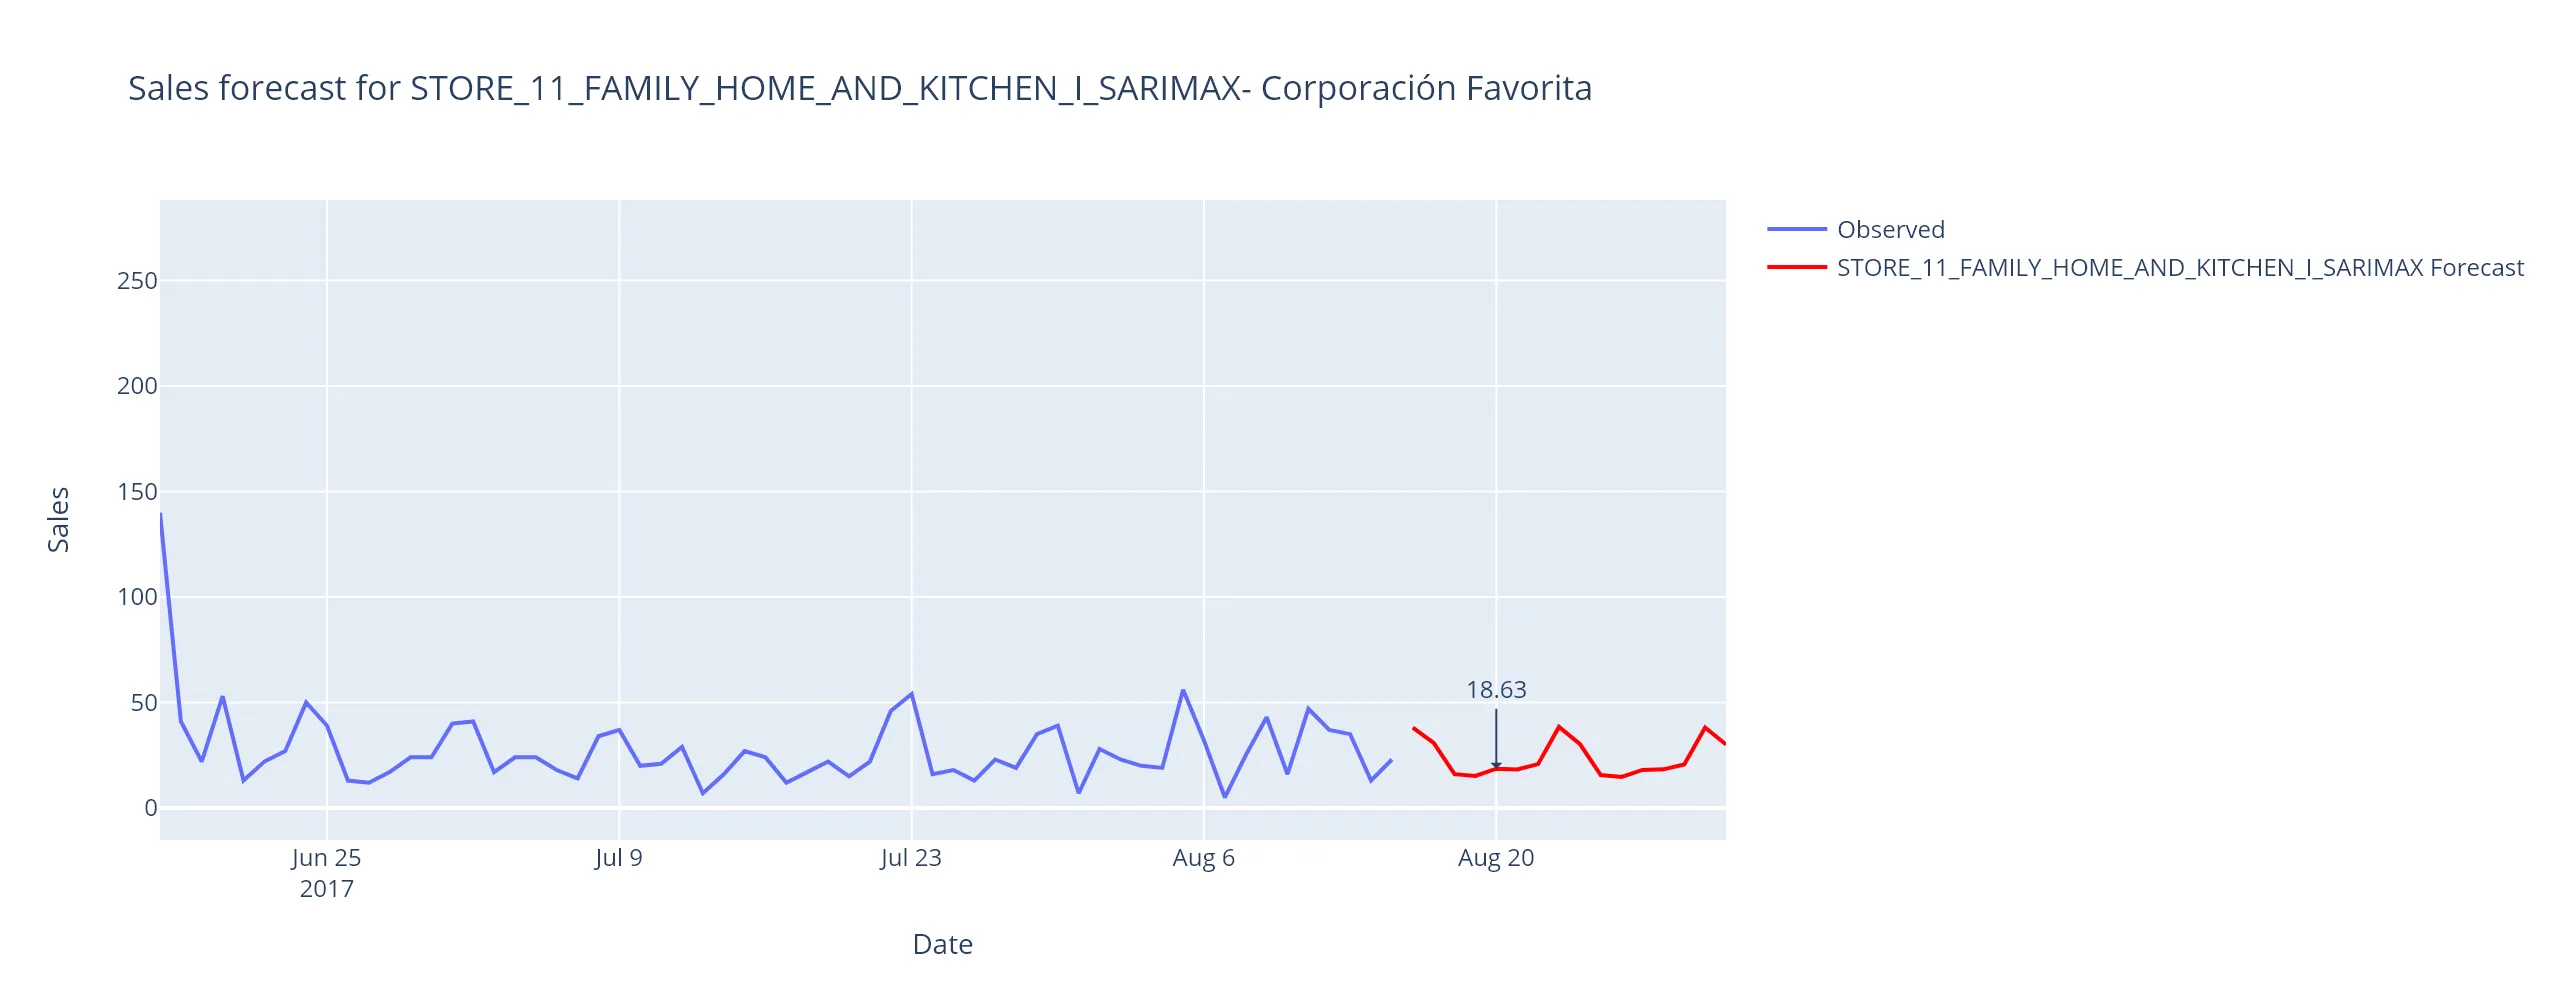 Sales forecast for STORE_11_FAMILY_HOME_AND_KITCHEN_I_SARIMAX- Corporación Favorita
Observed
STORE_11_FAMILY_HOME_AND_KITCHEN_I_SARIMAX Forecast
250
200
150
100
50
0
Sales
18.63
Jun 25
2017
Jul 9
Jul 23
Aug 6
Aug 20
Date